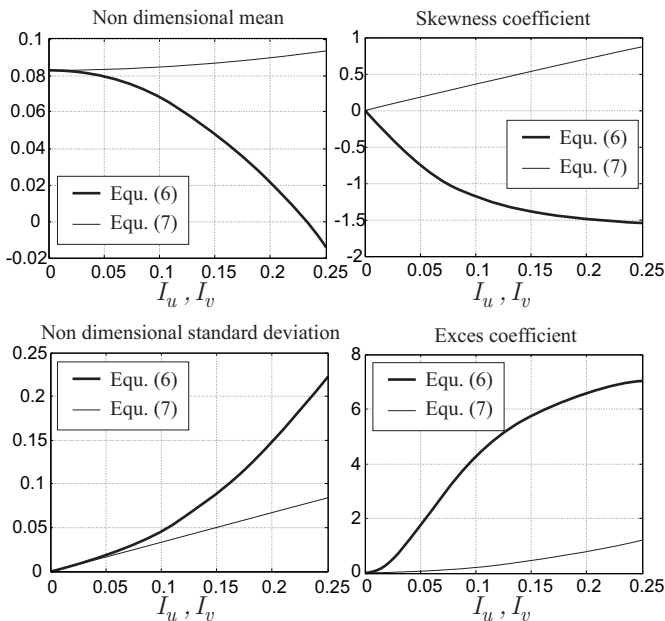 Non dimensional mean
0.1
0.08
0.06
0.04
0.02
0
-0.02
Equ. (6)
Equ. (7)
0 0.05 0.1 0.15 0.2 0.25
I_u , I_v
Skewness coefficient
1
0.5
0
-0.5
-1
-1.5
-2
Equ. (6)
Equ. (7)
0 0.05 0.1 0.15 0.2 0.25
I_u , I_v
Non dimensional standard deviation
0.25
0.2
0.15
0.1
0.05
0
Equ. (6)
Equ. (7)
0 0.05 0.1 0.15 0.2 0.25
I_u , I_v
Exces coefficient
8
6
4
2
0
Equ. (6)
Equ. (7)
0 0.05 0.1 0.15 0.2 0.25
I_u , I_v